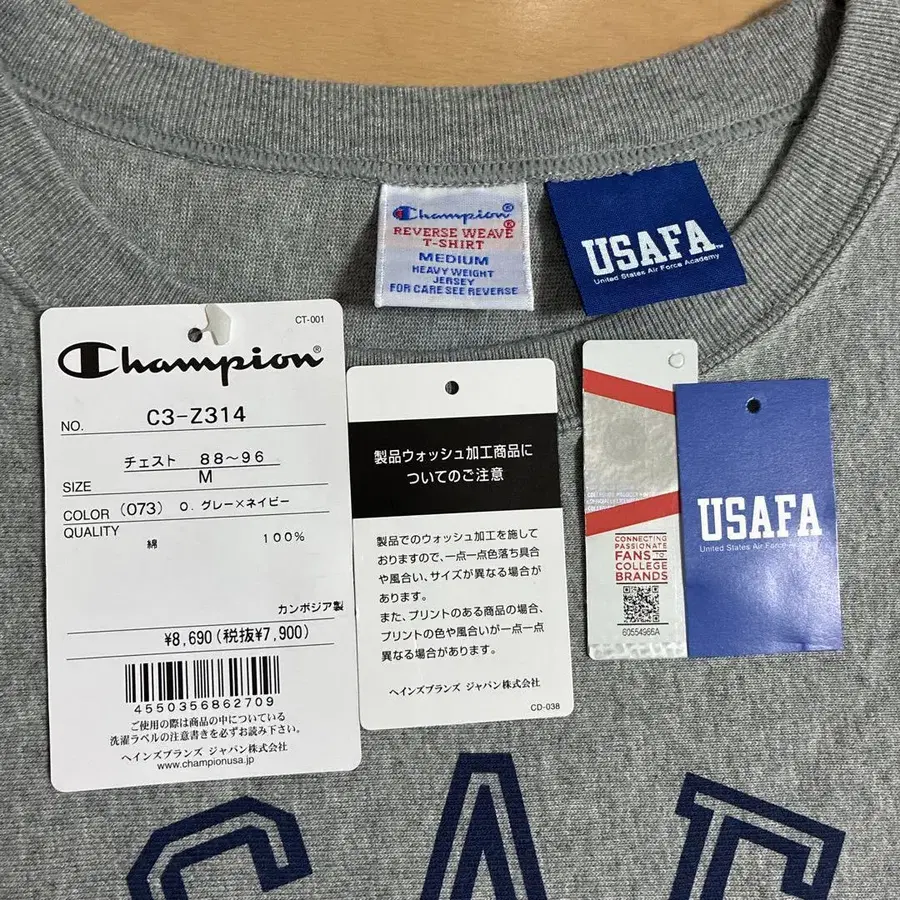 Champion®
REVERSE WEAVE®
T-SHIRT
MEDIUM
HEAVY WEIGHT
JERSEY
FOR CARE SEE REVERSE
USAFA™
United States Air Force Academy
CT-001
Champion®
NO. C3-Z314
チェスト 88～96
SIZE M
COLOR (073) O．グレー×ネイビー
QUALITY
綿 100%
カンボジア製
¥8,690(税抜¥7,900)
4550356862709
ご使用の際は商品の中についている
洗濯ラベルの注意書きを必ずお読み下さい。
ヘインズブランズ ジャパン株式会社
www.championusa.jp
製品ウォッシュ加工商品に
ついてのご注意
製品でのウォッシュ加工を施して
おりますので、一点一点色落ち具合
や風合い、サイズが異なる場合が
あります。
また、プリントのある商品の場合、
プリントの色や風合いが一点一点
異なる場合があります。
ヘインズブランズ ジャパン株式会社
CD-038
CONNECTING
PASSIONATE
FANS TO
COLLEGE
BRANDS
60554966A
USAFA
United States Air Force Academy